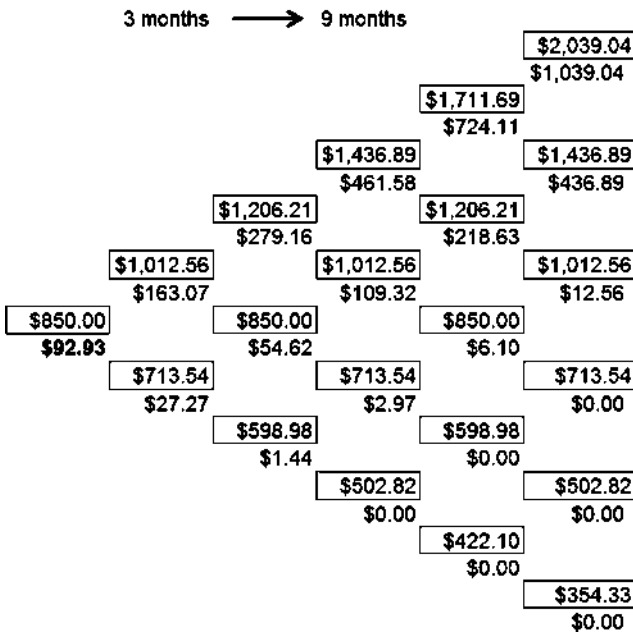 3 months → 9 months
$2,039.04
$1,039.04
$1,711.69
$724.11
$1,436.89 $1,436.89
$461.58 $436.89
$1,206.21 $1,206.21
$279.16 $218.63
$1,012.56 $1,012.56 $1,012.56
$163.07 $109.32 $12.56
$850.00 $850.00 $850.00
$92.93 $54.62 $6.10
$713.54 $713.54 $713.54
$27.27 $2.97 $0.00
$598.98 $598.98
$1.44 $0.00
$502.82 $502.82
$0.00 $0.00
$422.10
$0.00
$354.33
$0.00